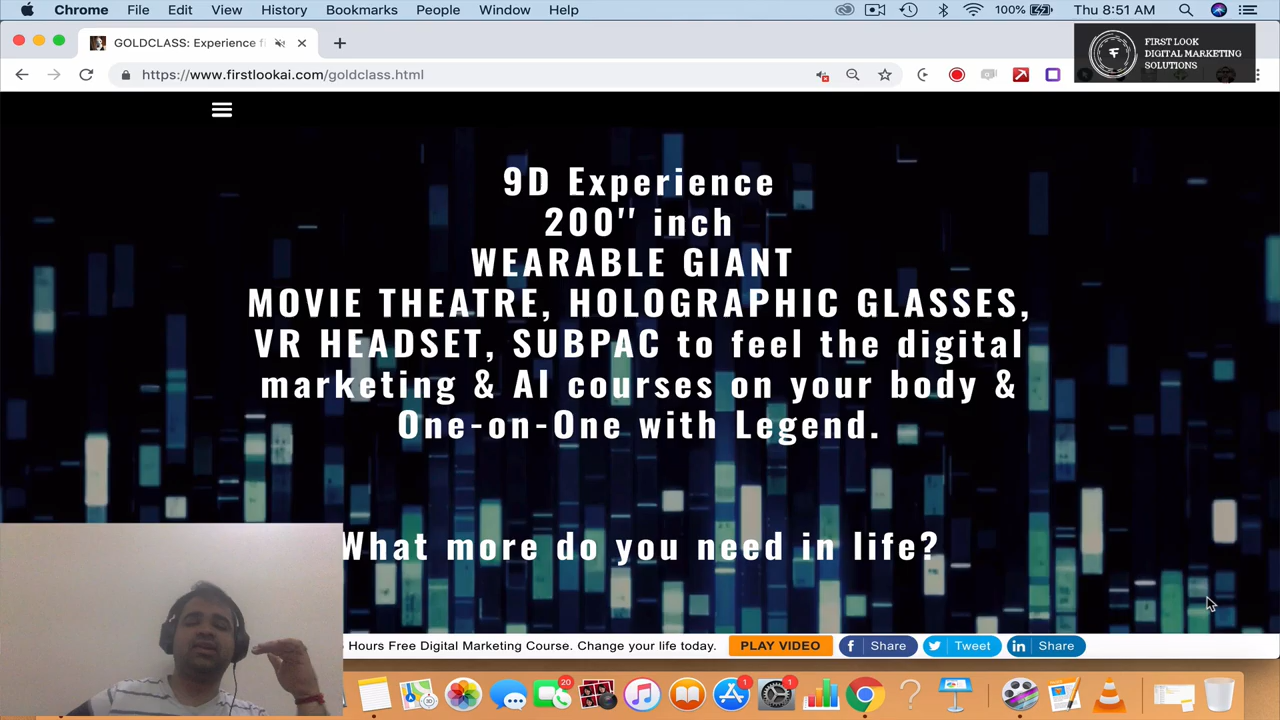 Chrome File Edit View History Bookmarks People Window Help 100% Thu 8:51 AM
GOLDCLASS: Experience f
https://www.firstlookai.com/goldclass.html
FIRST LOOK
DIGITAL MARKETING
SOLUTIONS
9D Experience
200'' inch
WEARABLE GIANT
MOVIE THEATRE, HOLOGRAPHIC GLASSES,
VR HEADSET, SUBPAC to feel the digital
marketing & AI courses on your body &
One-on-One with Legend.
What more do you need in life?
Hours Free Digital Marketing Course. Change your life today. PLAY VIDEO Share Tweet Share
20 1 1